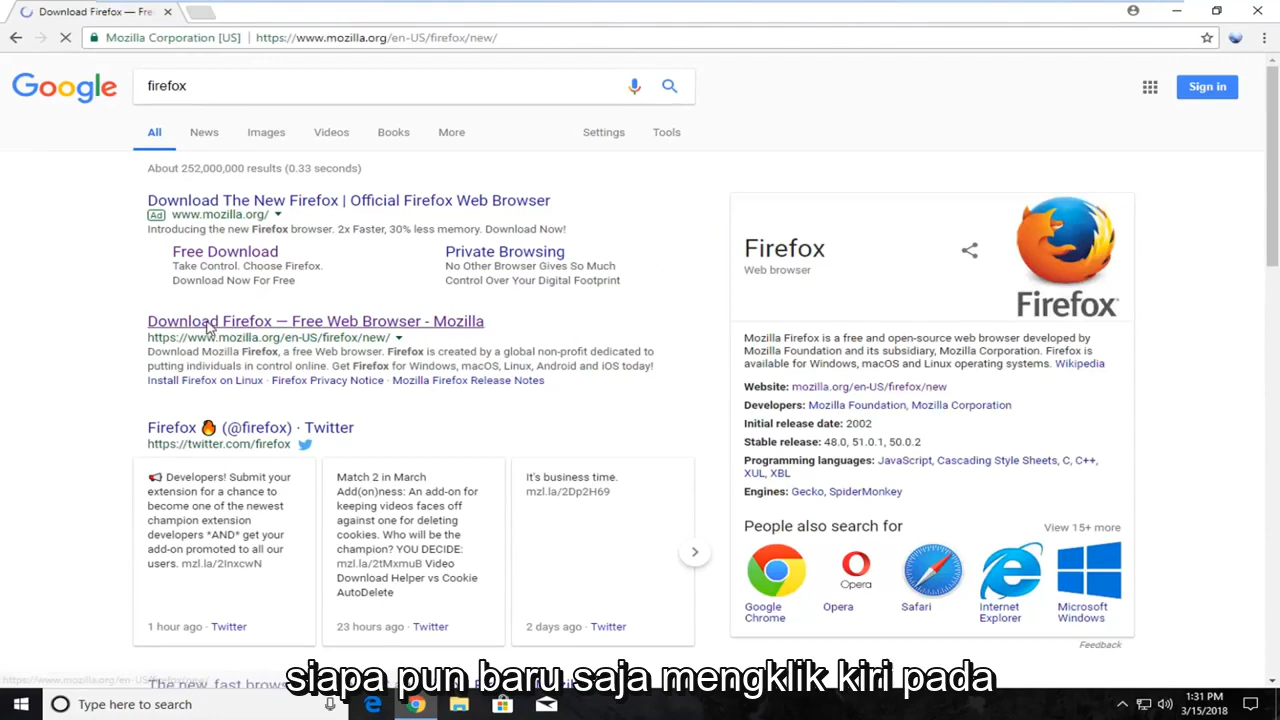 Download Firefox — Fre
Mozilla Corporation [US] https://www.mozilla.org/en-US/firefox/new/
Google
firefox
Sign in
All News Images Videos Books More Settings Tools
About 252,000,000 results (0.33 seconds)
Download The New Firefox | Official Firefox Web Browser
Ad www.mozilla.org/
Introducing the new Firefox browser. 2x Faster, 30% less memory. Download Now!
Free Download
Take Control. Choose Firefox.
Download Now For Free
Private Browsing
No Other Browser Gives So Much
Control Over Your Digital Footprint
Download Firefox — Free Web Browser - Mozilla
https://www.mozilla.org/en-US/firefox/new/
Download Mozilla Firefox, a free Web browser. Firefox is created by a global non-profit dedicated to
putting individuals in control online. Get Firefox for Windows, macOS, Linux, Android and iOS today!
Install Firefox on Linux · Firefox Privacy Notice · Mozilla Firefox Release Notes
Firefox 🔥 (@firefox) · Twitter
https://twitter.com/firefox
📢 Developers! Submit your
extension for a chance to
become one of the newest
champion extension
developers *AND* get your
add-on promoted to all our
users. mzl.la/2InxcwN
1 hour ago · Twitter
Match 2 in March
Add(on)ness: An add-on for
keeping videos faces off
against one for deleting
cookies. Who will be the
champion? YOU DECIDE:
mzl.la/2tMxmuB Video
Download Helper vs Cookie
AutoDelete
23 hours ago · Twitter
It's business time.
mzl.la/2Dp2H69
2 days ago · Twitter
Firefox
Web browser
Firefox
Mozilla Firefox is a free and open-source web browser developed by
Mozilla Foundation and its subsidiary, Mozilla Corporation. Firefox is
available for Windows, macOS and Linux operating systems. Wikipedia
Website: mozilla.org/en-US/firefox/new
Developers: Mozilla Foundation, Mozilla Corporation
Initial release date: 2002
Stable release: 48.0, 51.0.1, 50.0.2
Programming languages: JavaScript, Cascading Style Sheets, C, C++,
XUL, XBL
Engines: Gecko, SpiderMonkey
People also search for View 15+ more
Google
Chrome
Opera
Opera
Safari
Internet
Explorer
Microsoft
Windows
Feedback
The new, fast brows
siapa pun baru saja mengklik kiri pada
Type here to search
1:31 PM
3/15/2018